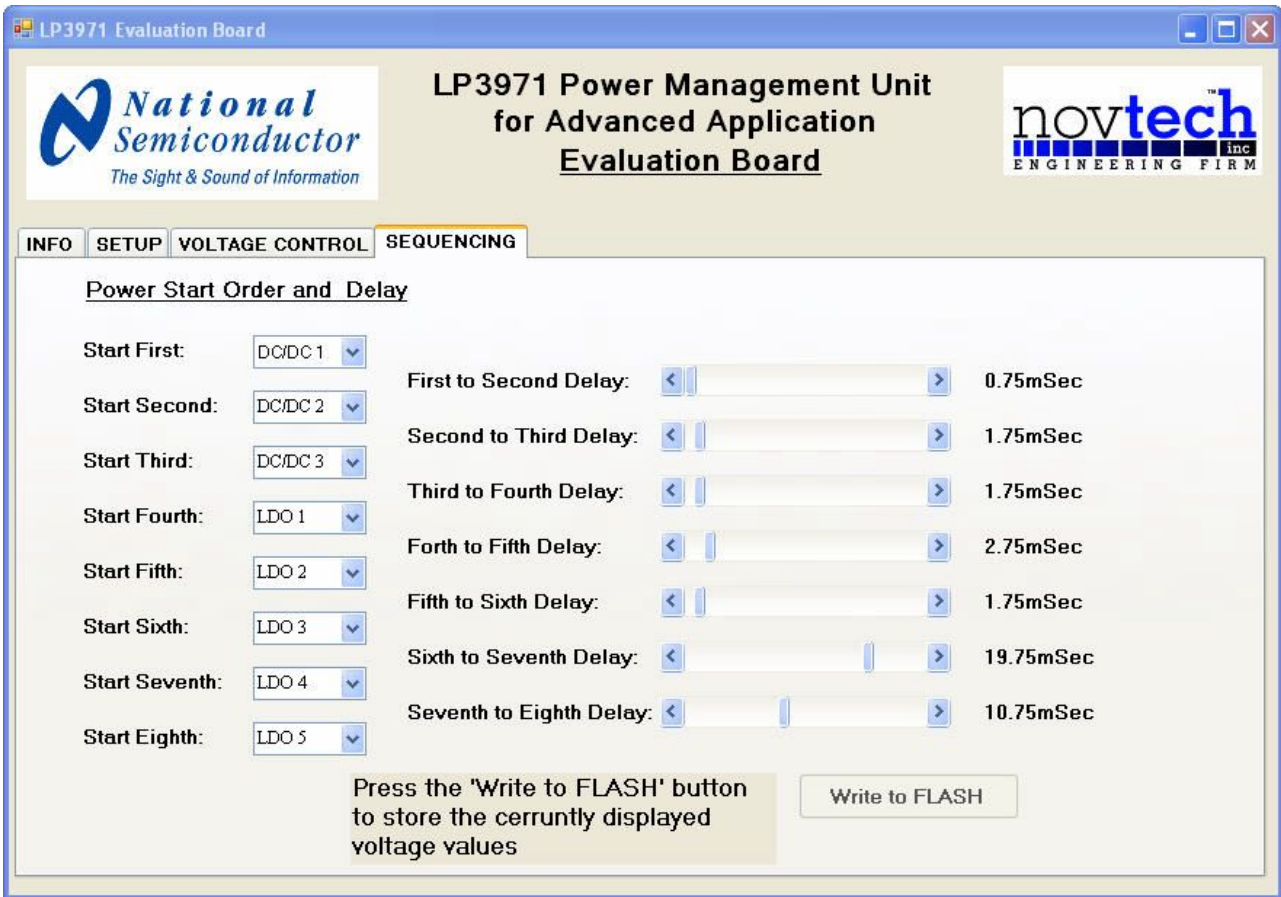 LP3971 Evaluation Board
National
Semiconductor
The Sight & Sound of Information
LP3971 Power Management Unit
for Advanced Application
Evaluation Board
novtech™
inc
ENGINEERING FIRM
INFO SETUP VOLTAGE CONTROL SEQUENCING
Power Start Order and Delay
Start First: DC/DC 1
First to Second Delay: 0.75mSec
Start Second: DC/DC 2
Second to Third Delay: 1.75mSec
Start Third: DC/DC 3
Third to Fourth Delay: 1.75mSec
Start Fourth: LDO 1
Forth to Fifth Delay: 2.75mSec
Start Fifth: LDO 2
Fifth to Sixth Delay: 1.75mSec
Start Sixth: LDO 3
Sixth to Seventh Delay: 19.75mSec
Start Seventh: LDO 4
Seventh to Eighth Delay: 10.75mSec
Start Eighth: LDO 5
Press the 'Write to FLASH' button
to store the cerruntly displayed
voltage values
Write to FLASH